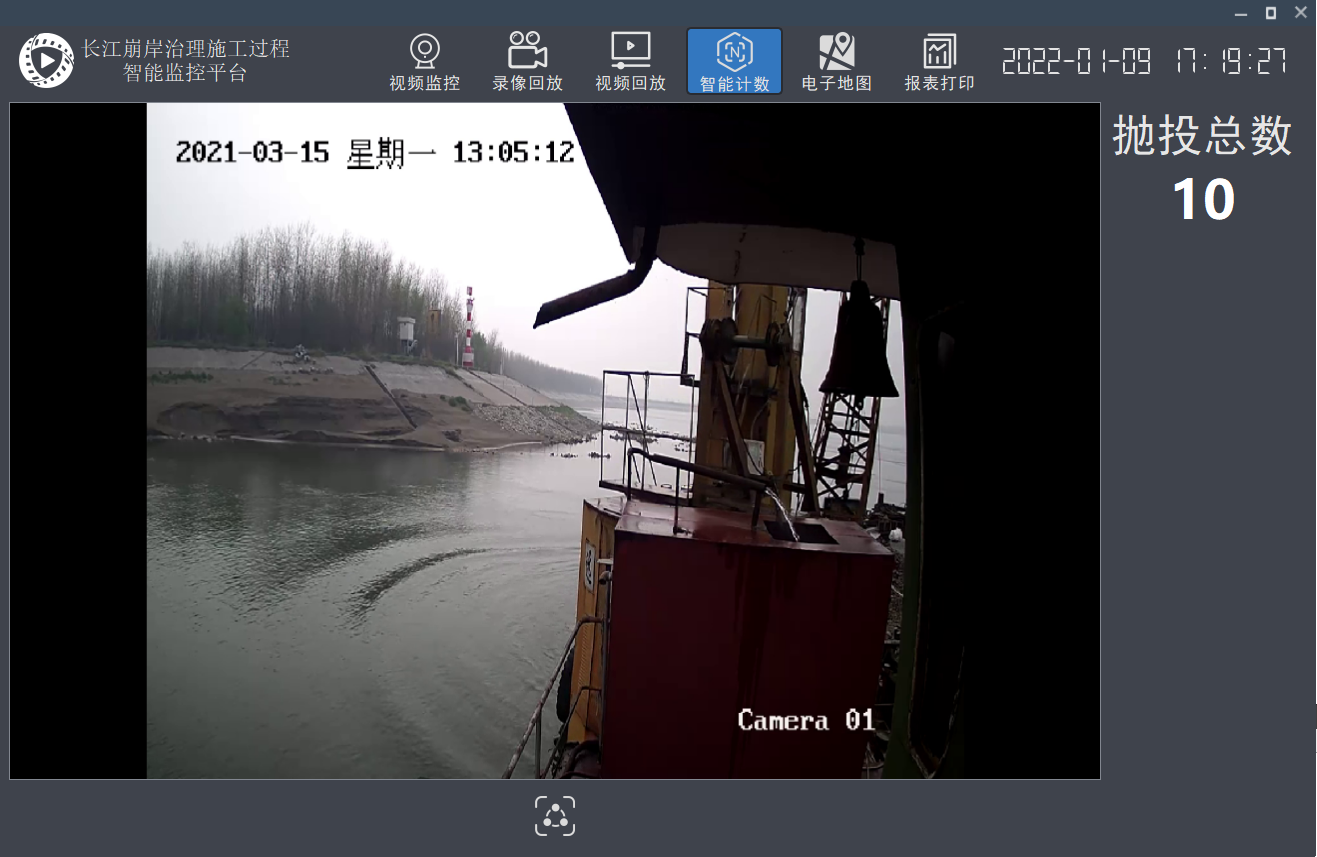 长江崩岸治理施工过程
智能监控平台
视频监控
录像回放
视频回放
智能计数
电子地图
报表打印
2022-01-09 17:19:27
抛投总数
10
2021-03-15 星期一 13:05:12
Camera 01